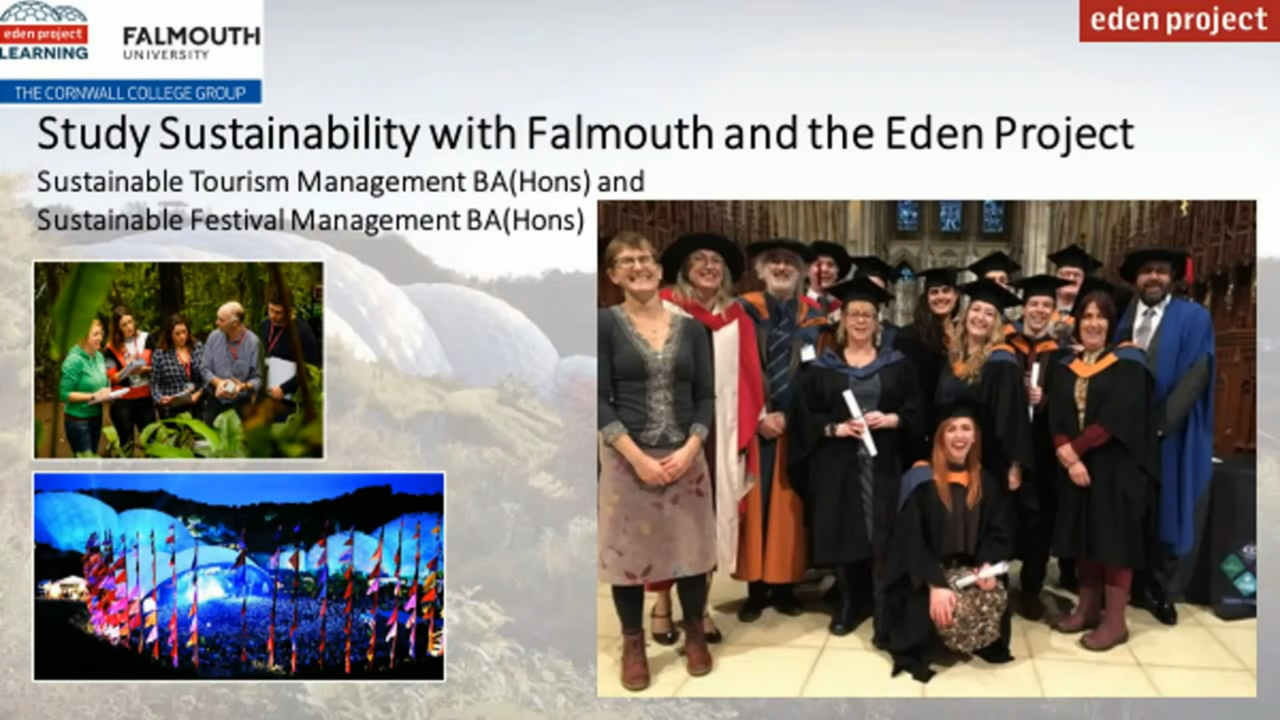 eden project
LEARNING
FALMOUTH
UNIVERSITY
THE CORNWALL COLLEGE GROUP
eden project
Study Sustainability with Falmouth and the Eden Project
Sustainable Tourism Management BA(Hons) and
Sustainable Festival Management BA(Hons)